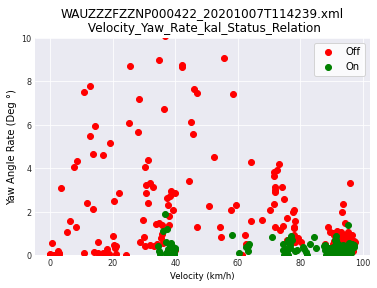 WAUZZZFZZNP000422_20201007T114239.xml
Velocity_Yaw_Rate_kal_Status_Relation
Off
On
10
8
6
4
2
0
Yaw Angle Rate (Deg °)
0 20 40 60 80 100
Velocity (km/h)